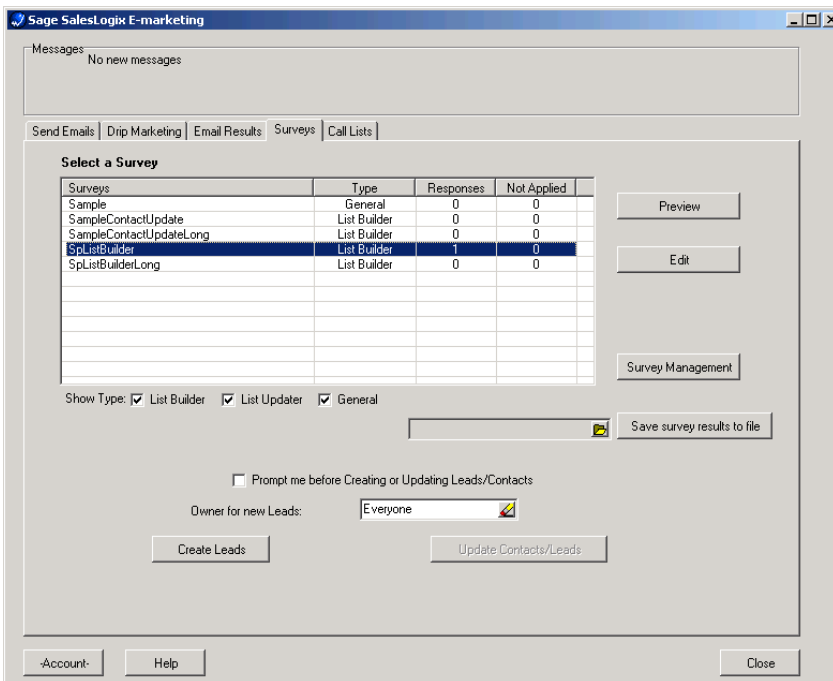 Sage SalesLogix E-marketing
Messages
No new messages
Send Emails Drip Marketing Email Results Surveys Call Lists
Select a Survey
Surveys Type Responses Not Applied
Sample General 0 0
SampleContactUpdate List Builder 0 0
SampleContactUpdateLong List Builder 0 0
SpListBuilder List Builder 1 0
SpListBuilderLong List Builder 0 0
Preview
Edit
Survey Management
Show Type: List Builder List Updater General
Save survey results to file
Prompt me before Creating or Updating Leads/Contacts
Owner for new Leads: Everyone
Create Leads Update Contacts/Leads
-Account- Help Close